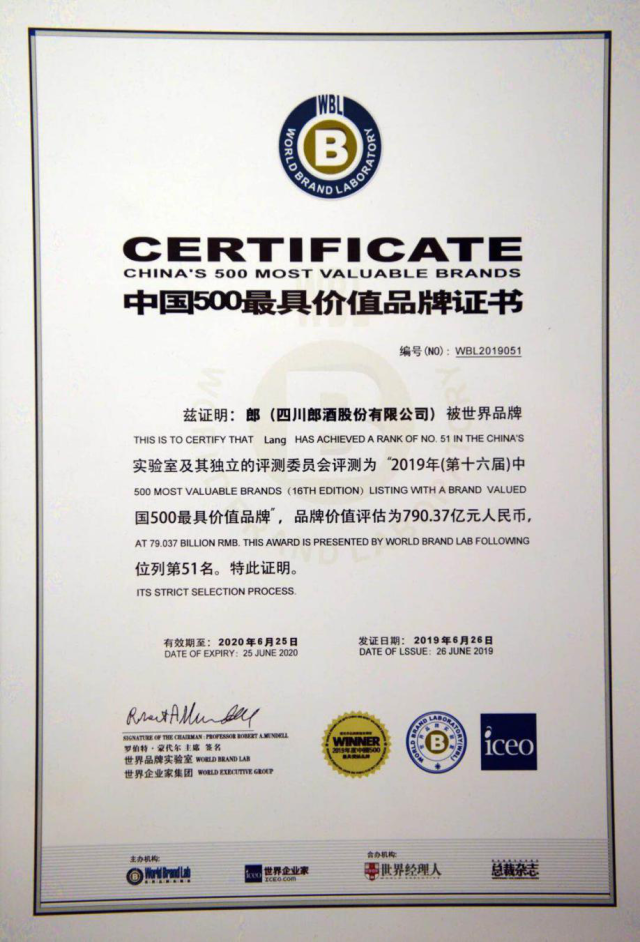 WBL
WORLD BRAND LABORATORY
B
CERTIFICATE
CHINA'S 500 MOST VALUABLE BRANDS
中国500最具价值品牌证书
编号(NO)：WBL2019051
兹证明：郎（四川郎酒股份有限公司）被世界品牌
THIS IS TO CERTIFY THAT Lang HAS ACHIEVED A RANK OF NO. 51 IN THE CHINA'S
实验室及其独立的评测委员会评测为“2019年(第十六届)中
500 MOST VALUABLE BRANDS（16TH EDITION）LISTING WITH A BRAND VALUED
国500最具价值品牌”，品牌价值评估为790.37亿元人民币，
AT 79.037 BILLION RMB. THIS AWARD IS PRESENTED BY WORLD BRAND LAB FOLLOWING
位列第51名。特此证明。
ITS STRICT SELECTION PROCESS.
有效期至：2020年6月25日 发证日期：2019年6月26日
DATE OF EXPIRY: 25 JUNE 2020 DATE OF LSSUE: 26 JUNE 2019
Robert A. Mundell
SIGNATURE OF THE CHAIRMAN: PROFESSOR ROBERT A.MUNDELL
罗伯特·蒙代尔 主席 签名
世界品牌实验室 WORLD BRAND LAB
世界企业家集团 WORLD EXECUTIVE GROUP
WINNER
WORLD BRAND LABORATORY(WBL)
B
iceo
主办机构： 合办机构：
World Brand Lab iceo 世界企业家 世界经理人 总裁杂志